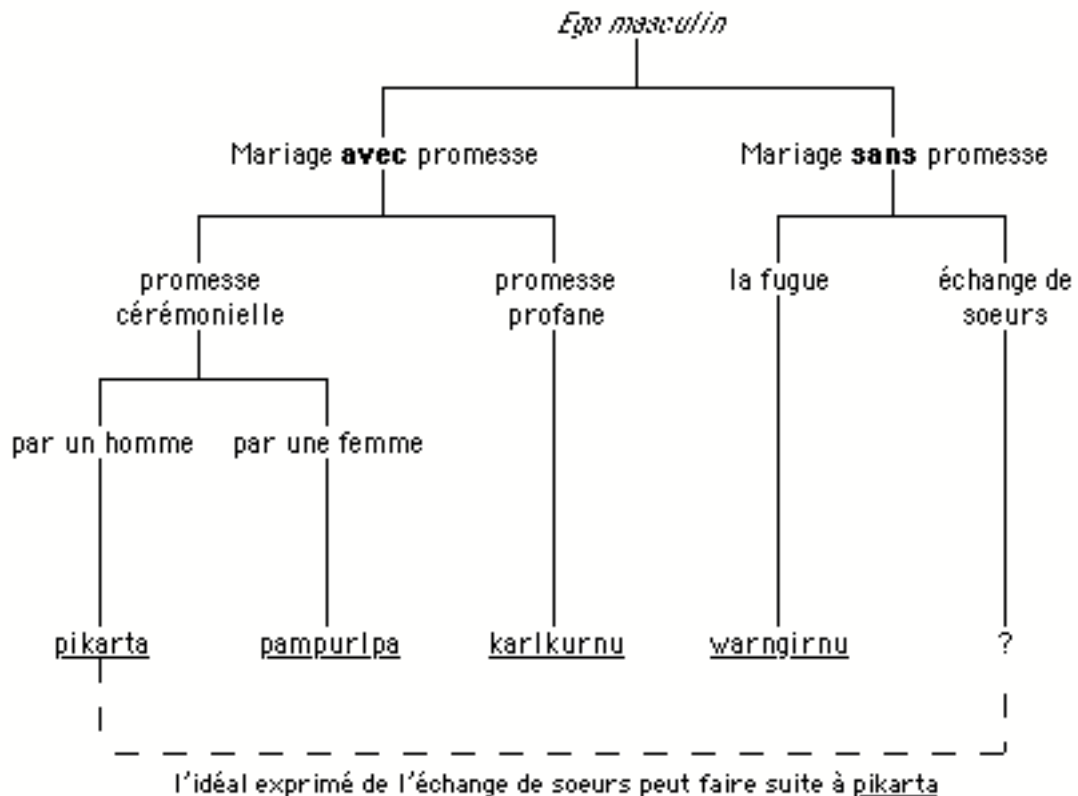 Ego masculin
Mariage avec promesse
Mariage sans promesse
promesse
cérémonielle
promesse
profane
la fugue
échange de
soeurs
par un homme
par une femme
pikarta
pampurlpa
karlkurnu
warngirnu
?
l'idéal exprimé de l'échange de soeurs peut faire suite à pikarta